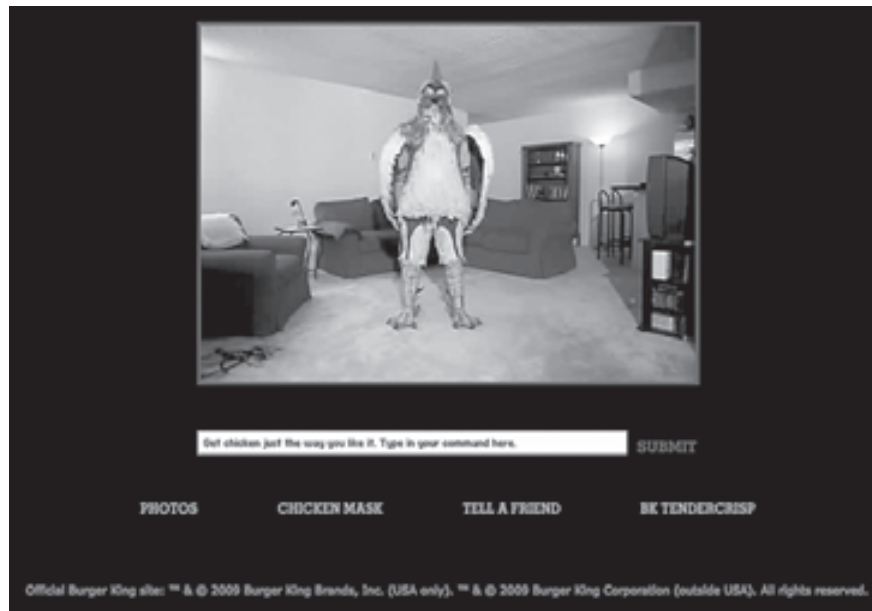 Get chicken just the way you like it. Type in your command here.
SUBMIT
PHOTOS CHICKEN MASK TELL A FRIEND BK TENDERCRISP
Official Burger King site: ™ & © 2009 Burger King Brands, Inc. (USA only). ™ & © 2009 Burger King Corporation (outside USA). All rights reserved.